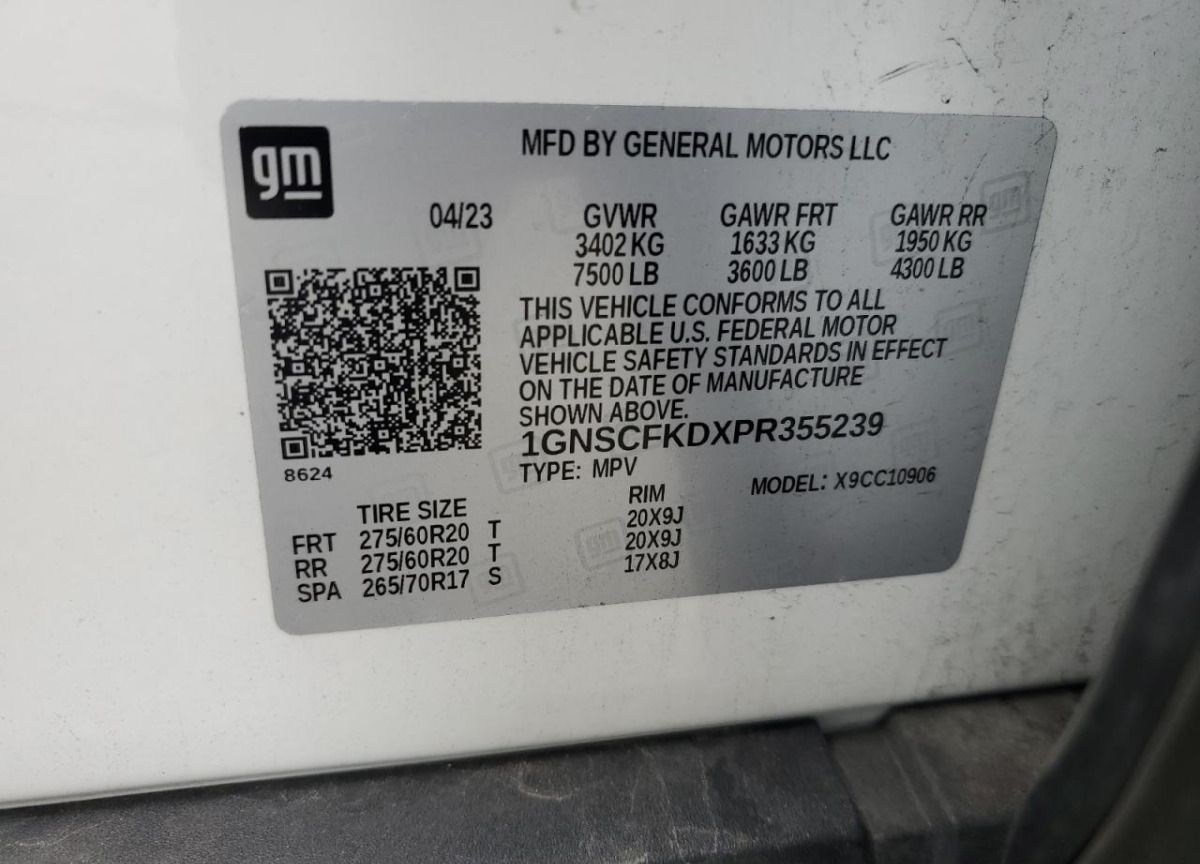 gm
MFD BY GENERAL MOTORS LLC
04/23 GVWR GAWR FRT GAWR RR
3402 KG 1633 KG 1950 KG
7500 LB 3600 LB 4300 LB
THIS VEHICLE CONFORMS TO ALL
APPLICABLE U.S. FEDERAL MOTOR
VEHICLE SAFETY STANDARDS IN EFFECT
ON THE DATE OF MANUFACTURE
SHOWN ABOVE.
1GNSCFKDXPR355239
8624
TYPE: MPV MODEL: X9CC10906
TIRE SIZE RIM
FRT 275/60R20 T 20X9J
RR 275/60R20 T 20X9J
SPA 265/70R17 S 17X8J